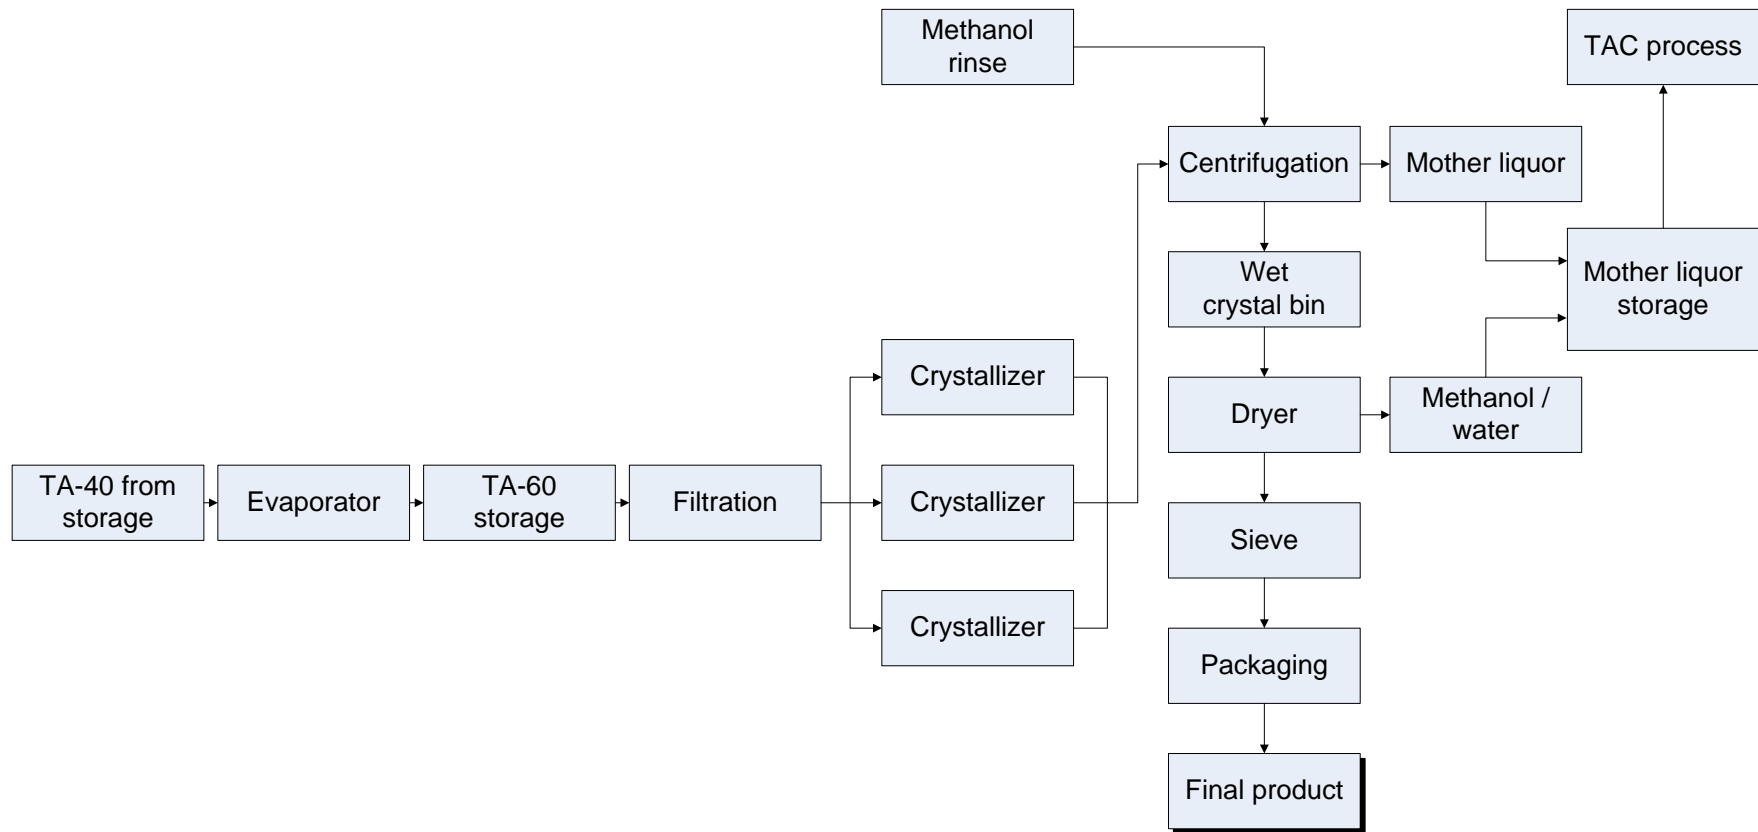 Methanol
rinse
TAC process
Centrifugation
Mother liquor
Wet
crystal bin
Mother liquor
storage
Crystallizer
Dryer
Methanol /
water
TA-40 from
storage
Evaporator
TA-60
storage
Filtration
Crystallizer
Sieve
Crystallizer
Packaging
Final product